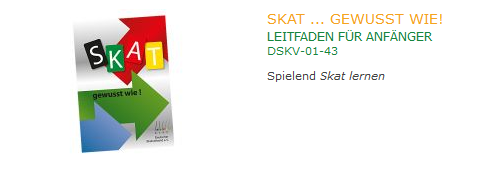 SKAT ... GEWUSST WIE!
LEITFADEN FÜR ANFÄNGER
DSKV-01-43
Spielend Skat lernen
SKAT
gewusst wie !